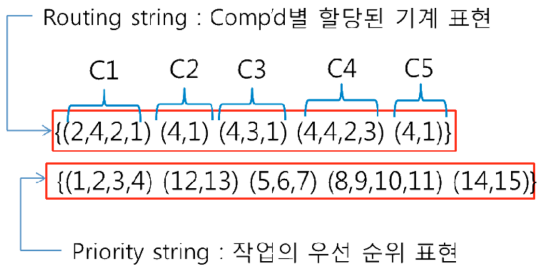 Routing string : Comp'd별 할당된 기계 표현
C1 C2 C3 C4 C5
{(2,4,2,1) (4,1) (4,3,1) (4,4,2,3) (4,1)}
{(1,2,3,4) (12,13) (5,6,7) (8,9,10,11) (14,15)}
Priority string : 작업의 우선 순위 표현